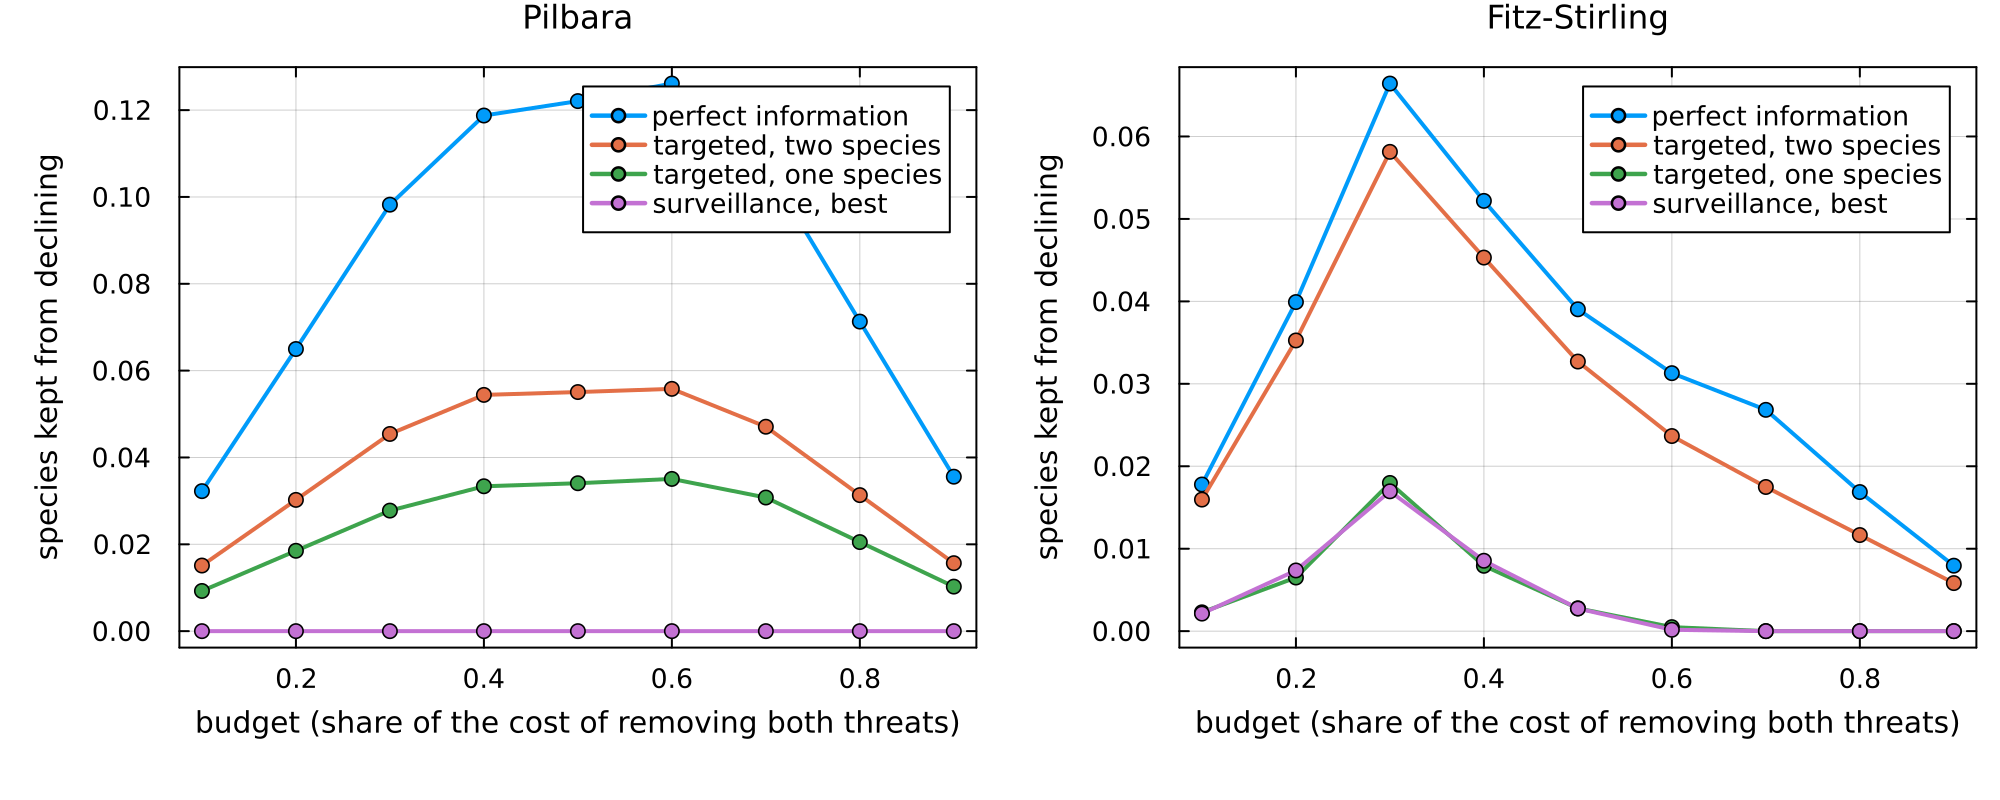 Pilbara
species kept from declining
0.12
0.10
0.08
0.06
0.04
0.02
0.00
perfect information
targeted, two species
targeted, one species
surveillance, best
0.2
0.4
0.6
0.8
budget (share of the cost of removing both threats)
Fitz-Stirling
species kept from declining
0.06
0.05
0.04
0.03
0.02
0.01
0.00
perfect information
targeted, two species
targeted, one species
surveillance, best
0.2
0.4
0.6
0.8
budget (share of the cost of removing both threats)